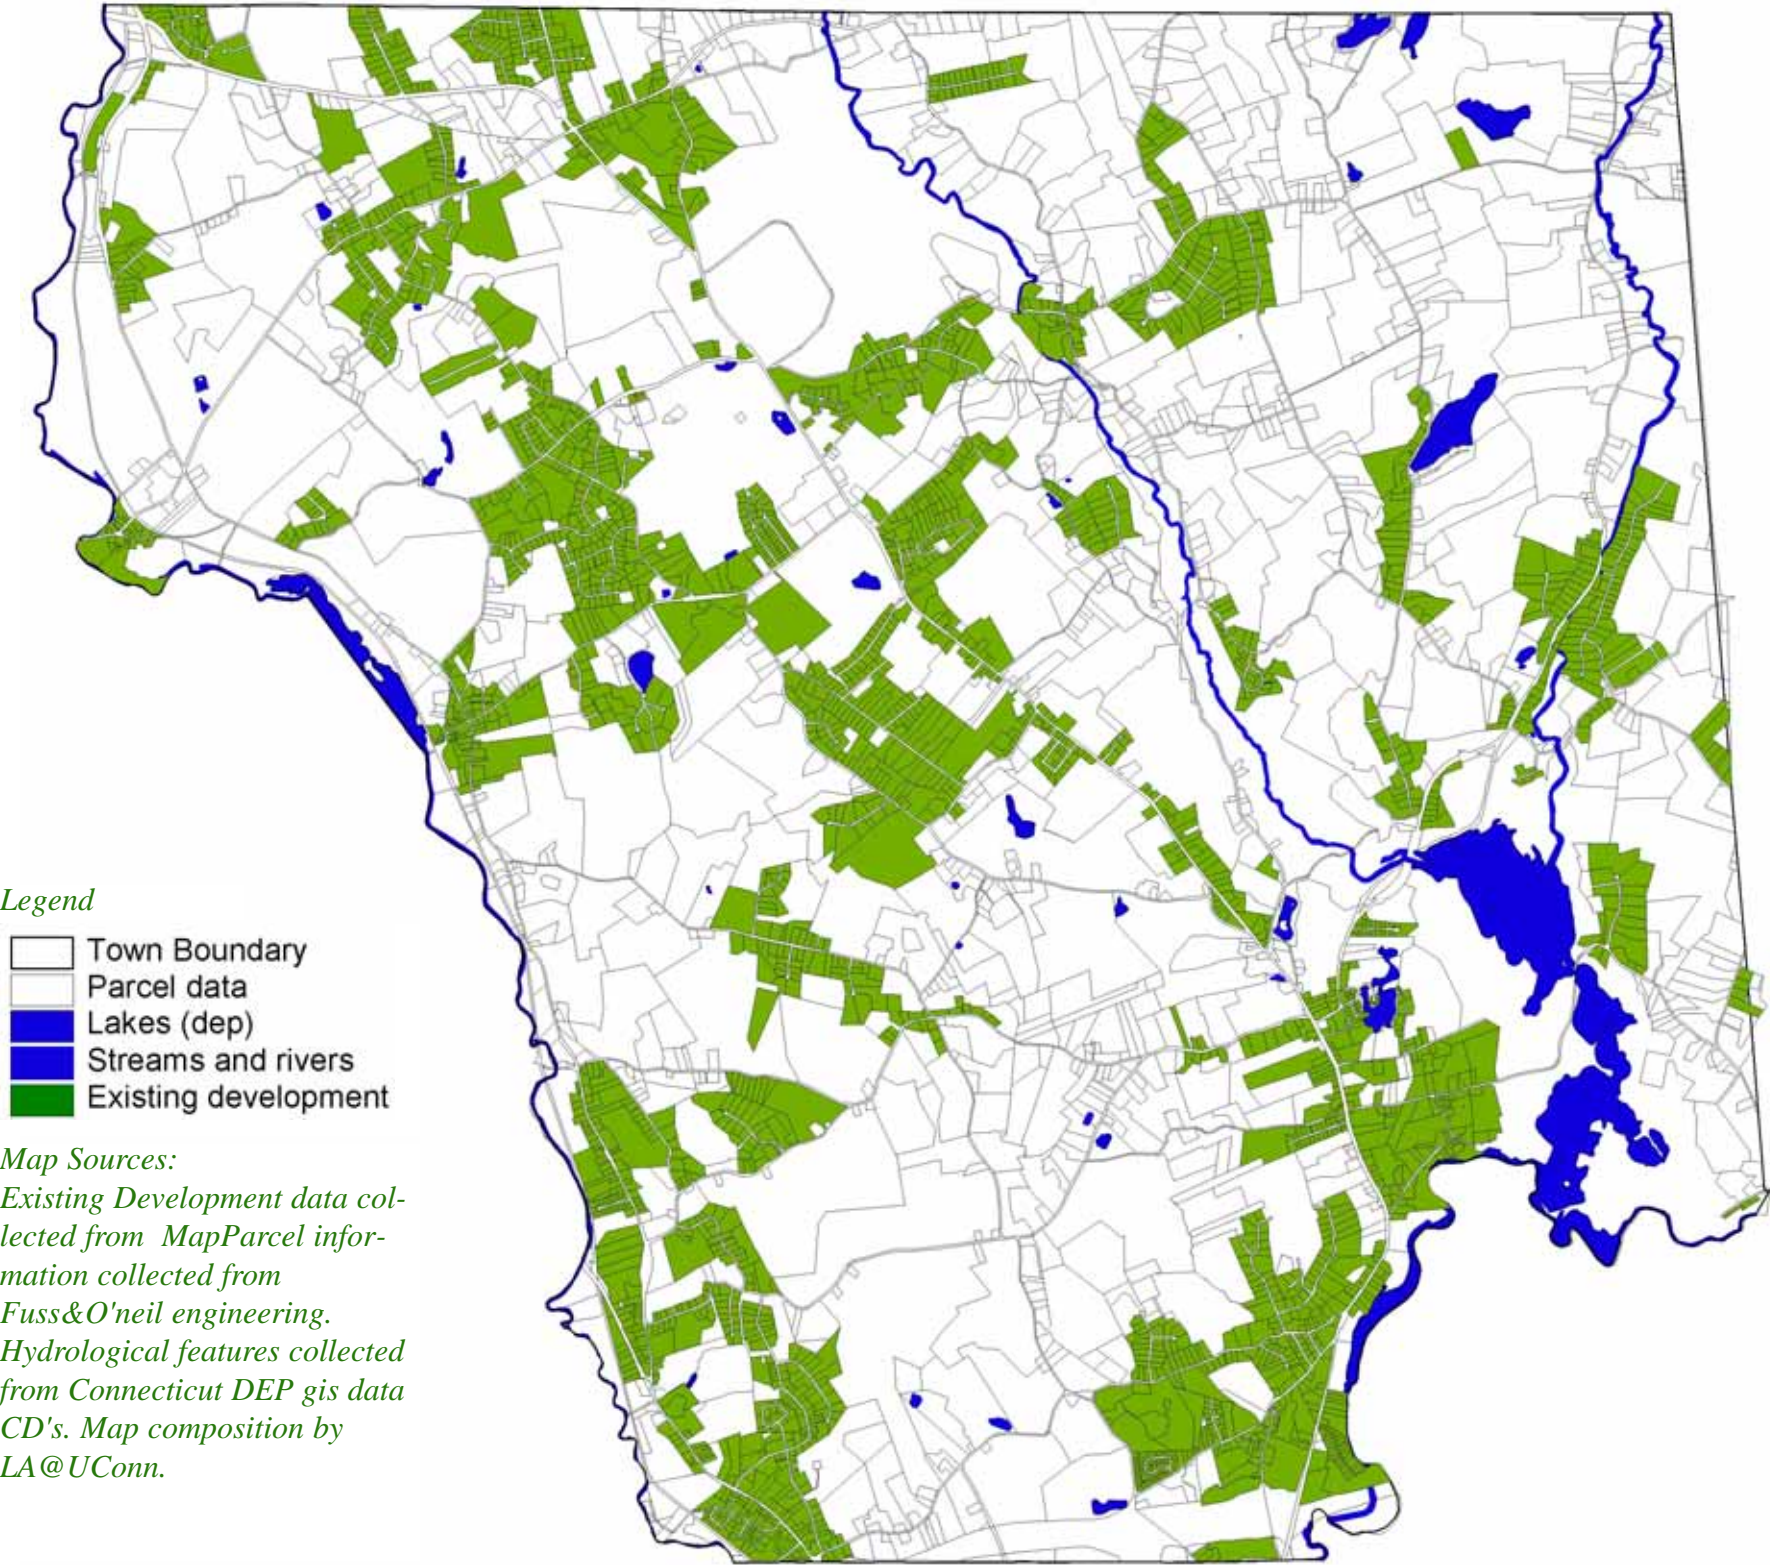 Legend
Town Boundary
Parcel data
Lakes (dep)
Streams and rivers
Existing development
Map Sources:
Existing Development data col-
lected from MapParcel infor-
mation collected from
Fuss&O'neil engineering.
Hydrological features collected
from Connecticut DEP gis data
CD's. Map composition by
LA@UConn.